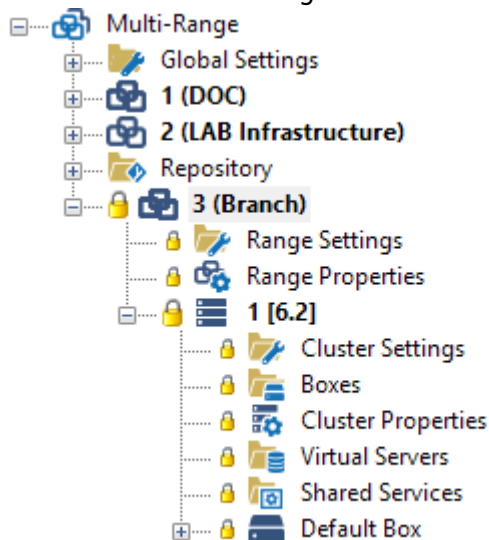 Multi-Range
Global Settings
1 (DOC)
2 (LAB Infrastructure)
Repository
3 (Branch)
Range Settings
Range Properties
1 [6.2]
Cluster Settings
Boxes
Cluster Properties
Virtual Servers
Shared Services
Default Box